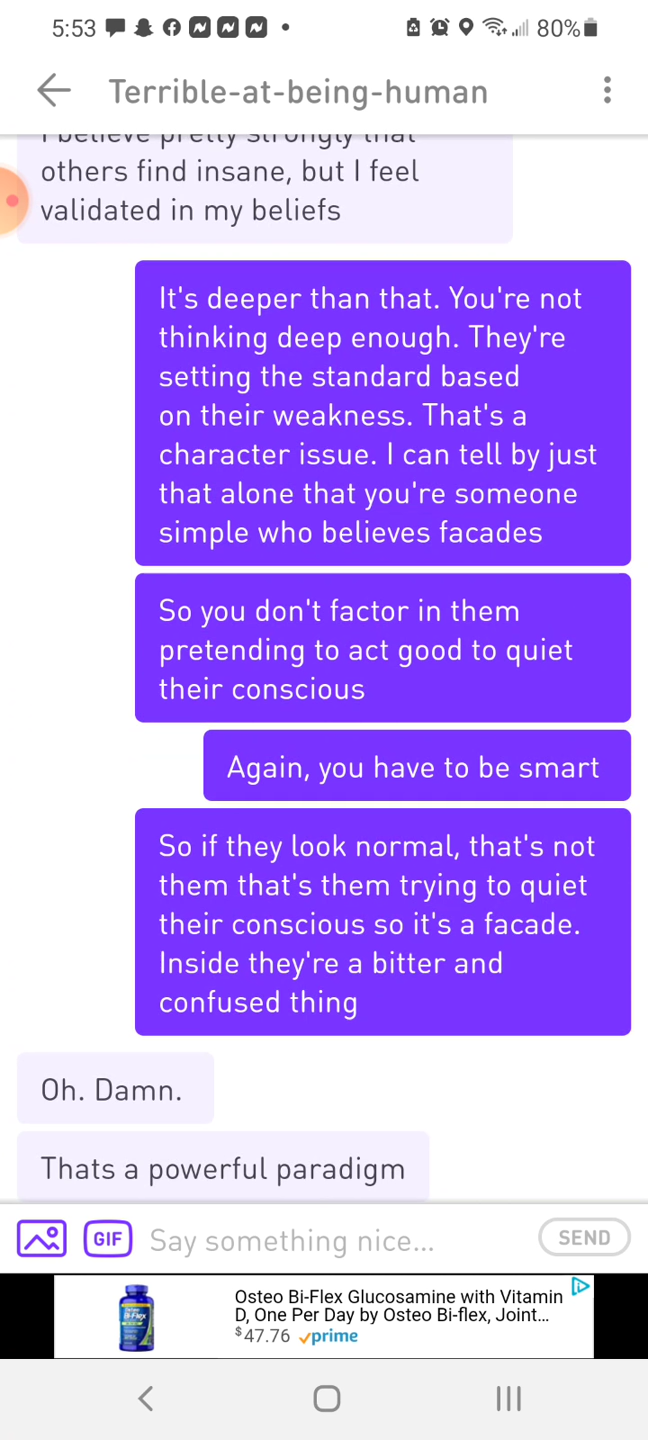 5:53
80%
Terrible-at-being-human
I believe pretty strongly that
others find insane, but I feel
validated in my beliefs
It's deeper than that. You're not
thinking deep enough. They're
setting the standard based
on their weakness. That's a
character issue. I can tell by just
that alone that you're someone
simple who believes facades
So you don't factor in them
pretending to act good to quiet
their conscious
Again, you have to be smart
So if they look normal, that's not
them that's them trying to quiet
their conscious so it's a facade.
Inside they're a bitter and
confused thing
Oh. Damn.
Thats a powerful paradigm
GIF Say something nice... SEND
Osteo Bi-Flex Glucosamine with Vitamin
D, One Per Day by Osteo Bi-flex, Joint...
$47.76 prime